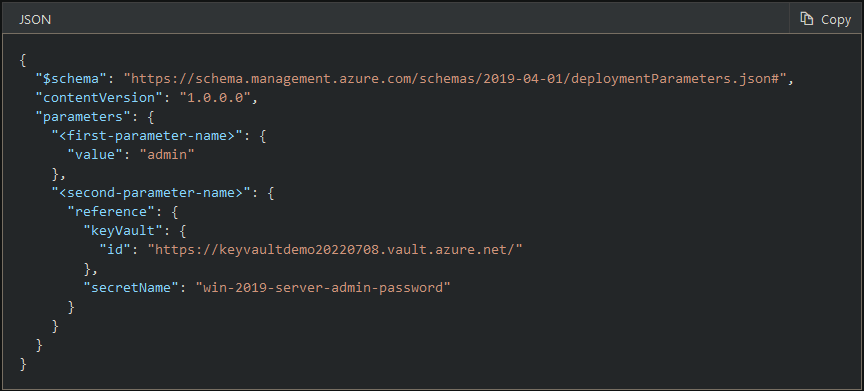 JSON
Copy
{
"$schema": "https://schema.management.azure.com/schemas/2019-04-01/deploymentParameters.json#",
"contentVersion": "1.0.0.0",
"parameters": {
"<first-parameter-name>": {
"value": "admin"
},
"<second-parameter-name>": {
"reference": {
"keyVault": {
"id": "https://keyvaultdemo20220708.vault.azure.net/"
},
"secretName": "win-2019-server-admin-password"
}
}
}
}